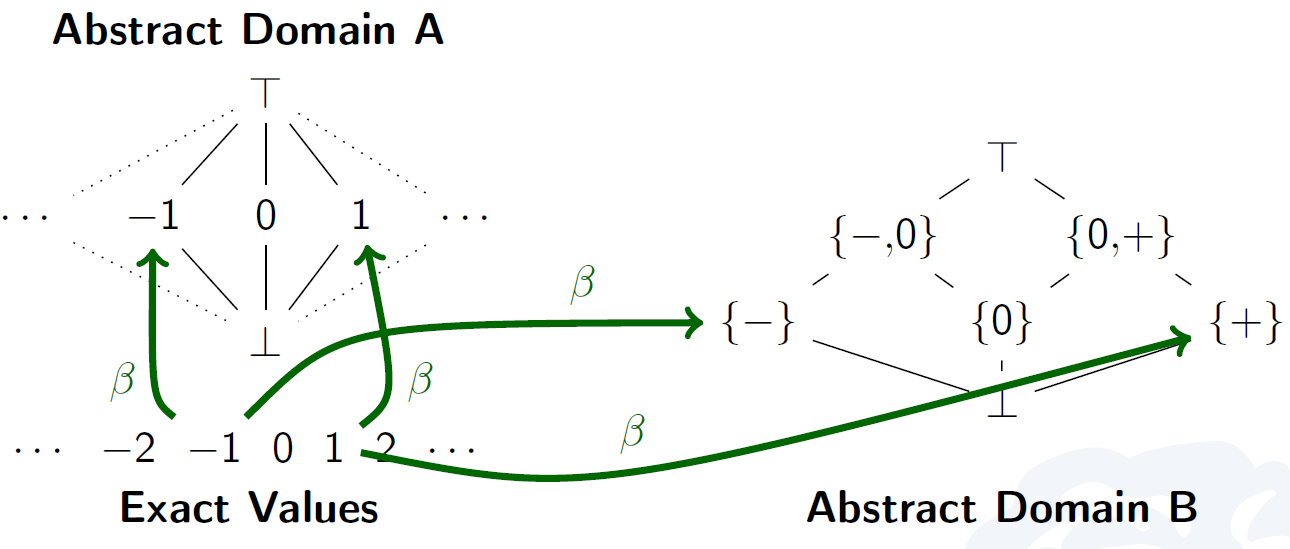 Abstract Domain A
⊤
⊤
··· −1 0 1 ···
{−,0} {0,+}
β
{−} {0} {+}
⊥
β β
⊥
β
··· −2 −1 0 1 2 ···
Exact Values
Abstract Domain B